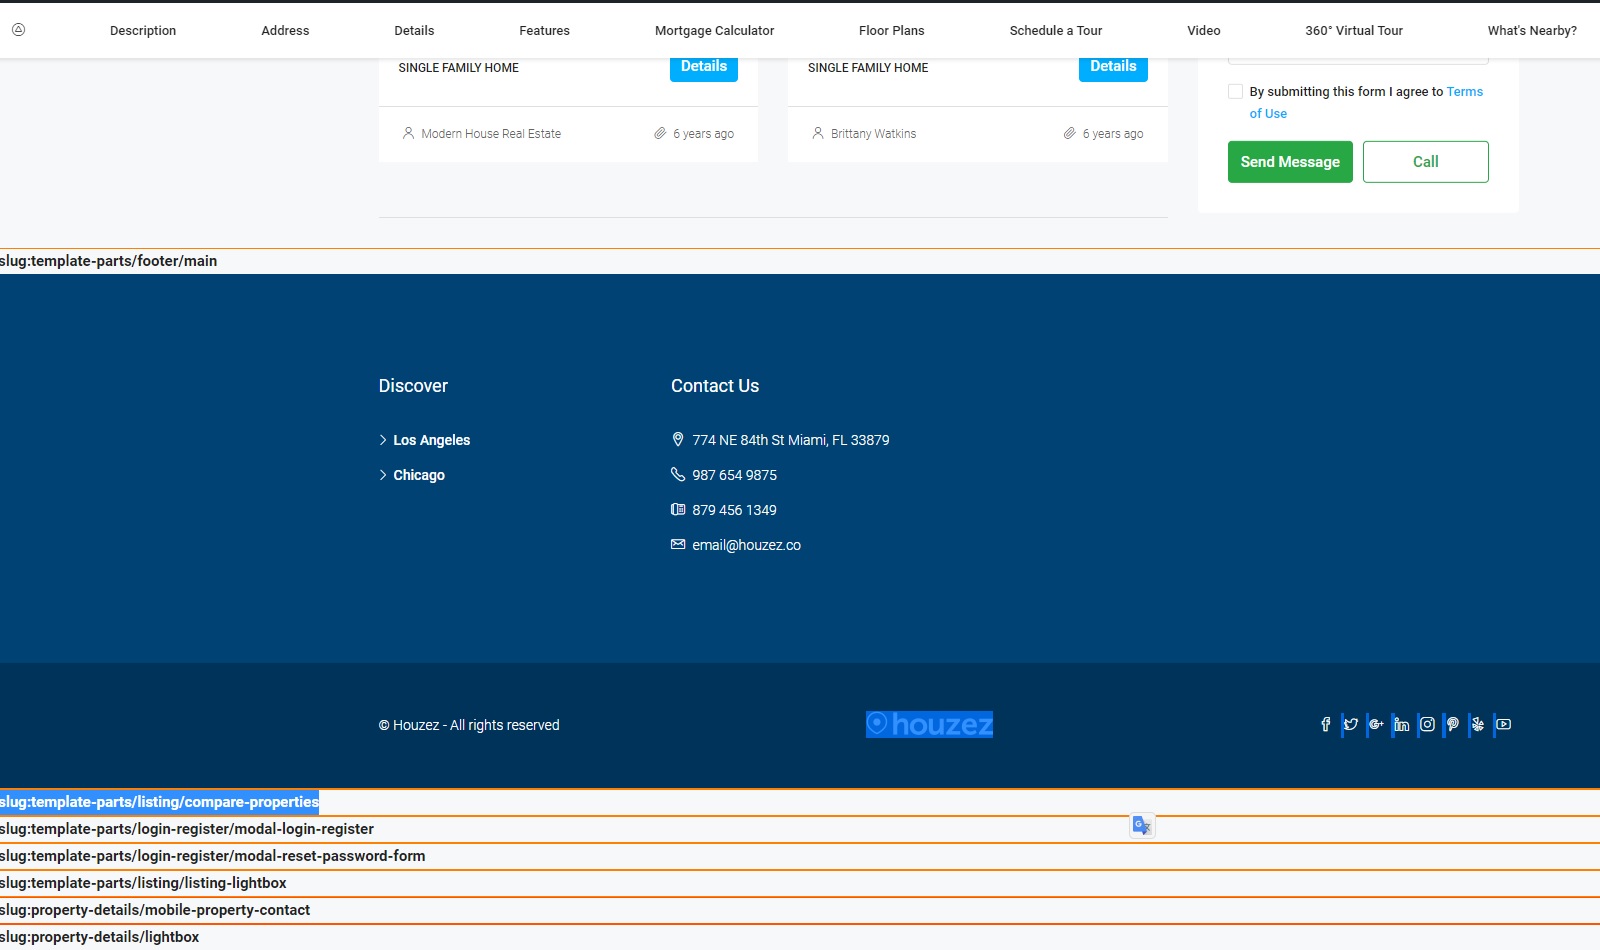 Description Address Details Features Mortgage Calculator Floor Plans Schedule a Tour Video 360° Virtual Tour What's Nearby?
SINGLE FAMILY HOME Details SINGLE FAMILY HOME Details
Modern House Real Estate 6 years ago Brittany Watkins 6 years ago
By submitting this form I agree to Terms
of Use
Send Message Call
slug:template-parts/footer/main
Discover
Los Angeles
Chicago
Contact Us
774 NE 84th St Miami, FL 33879
987 654 9875
879 456 1349
email@houzez.co
© Houzez - All rights reserved
houzez
slug:template-parts/listing/compare-properties
slug:template-parts/login-register/modal-login-register
slug:template-parts/login-register/modal-reset-password-form
slug:template-parts/listing/listing-lightbox
slug:property-details/mobile-property-contact
slug:property-details/lightbox